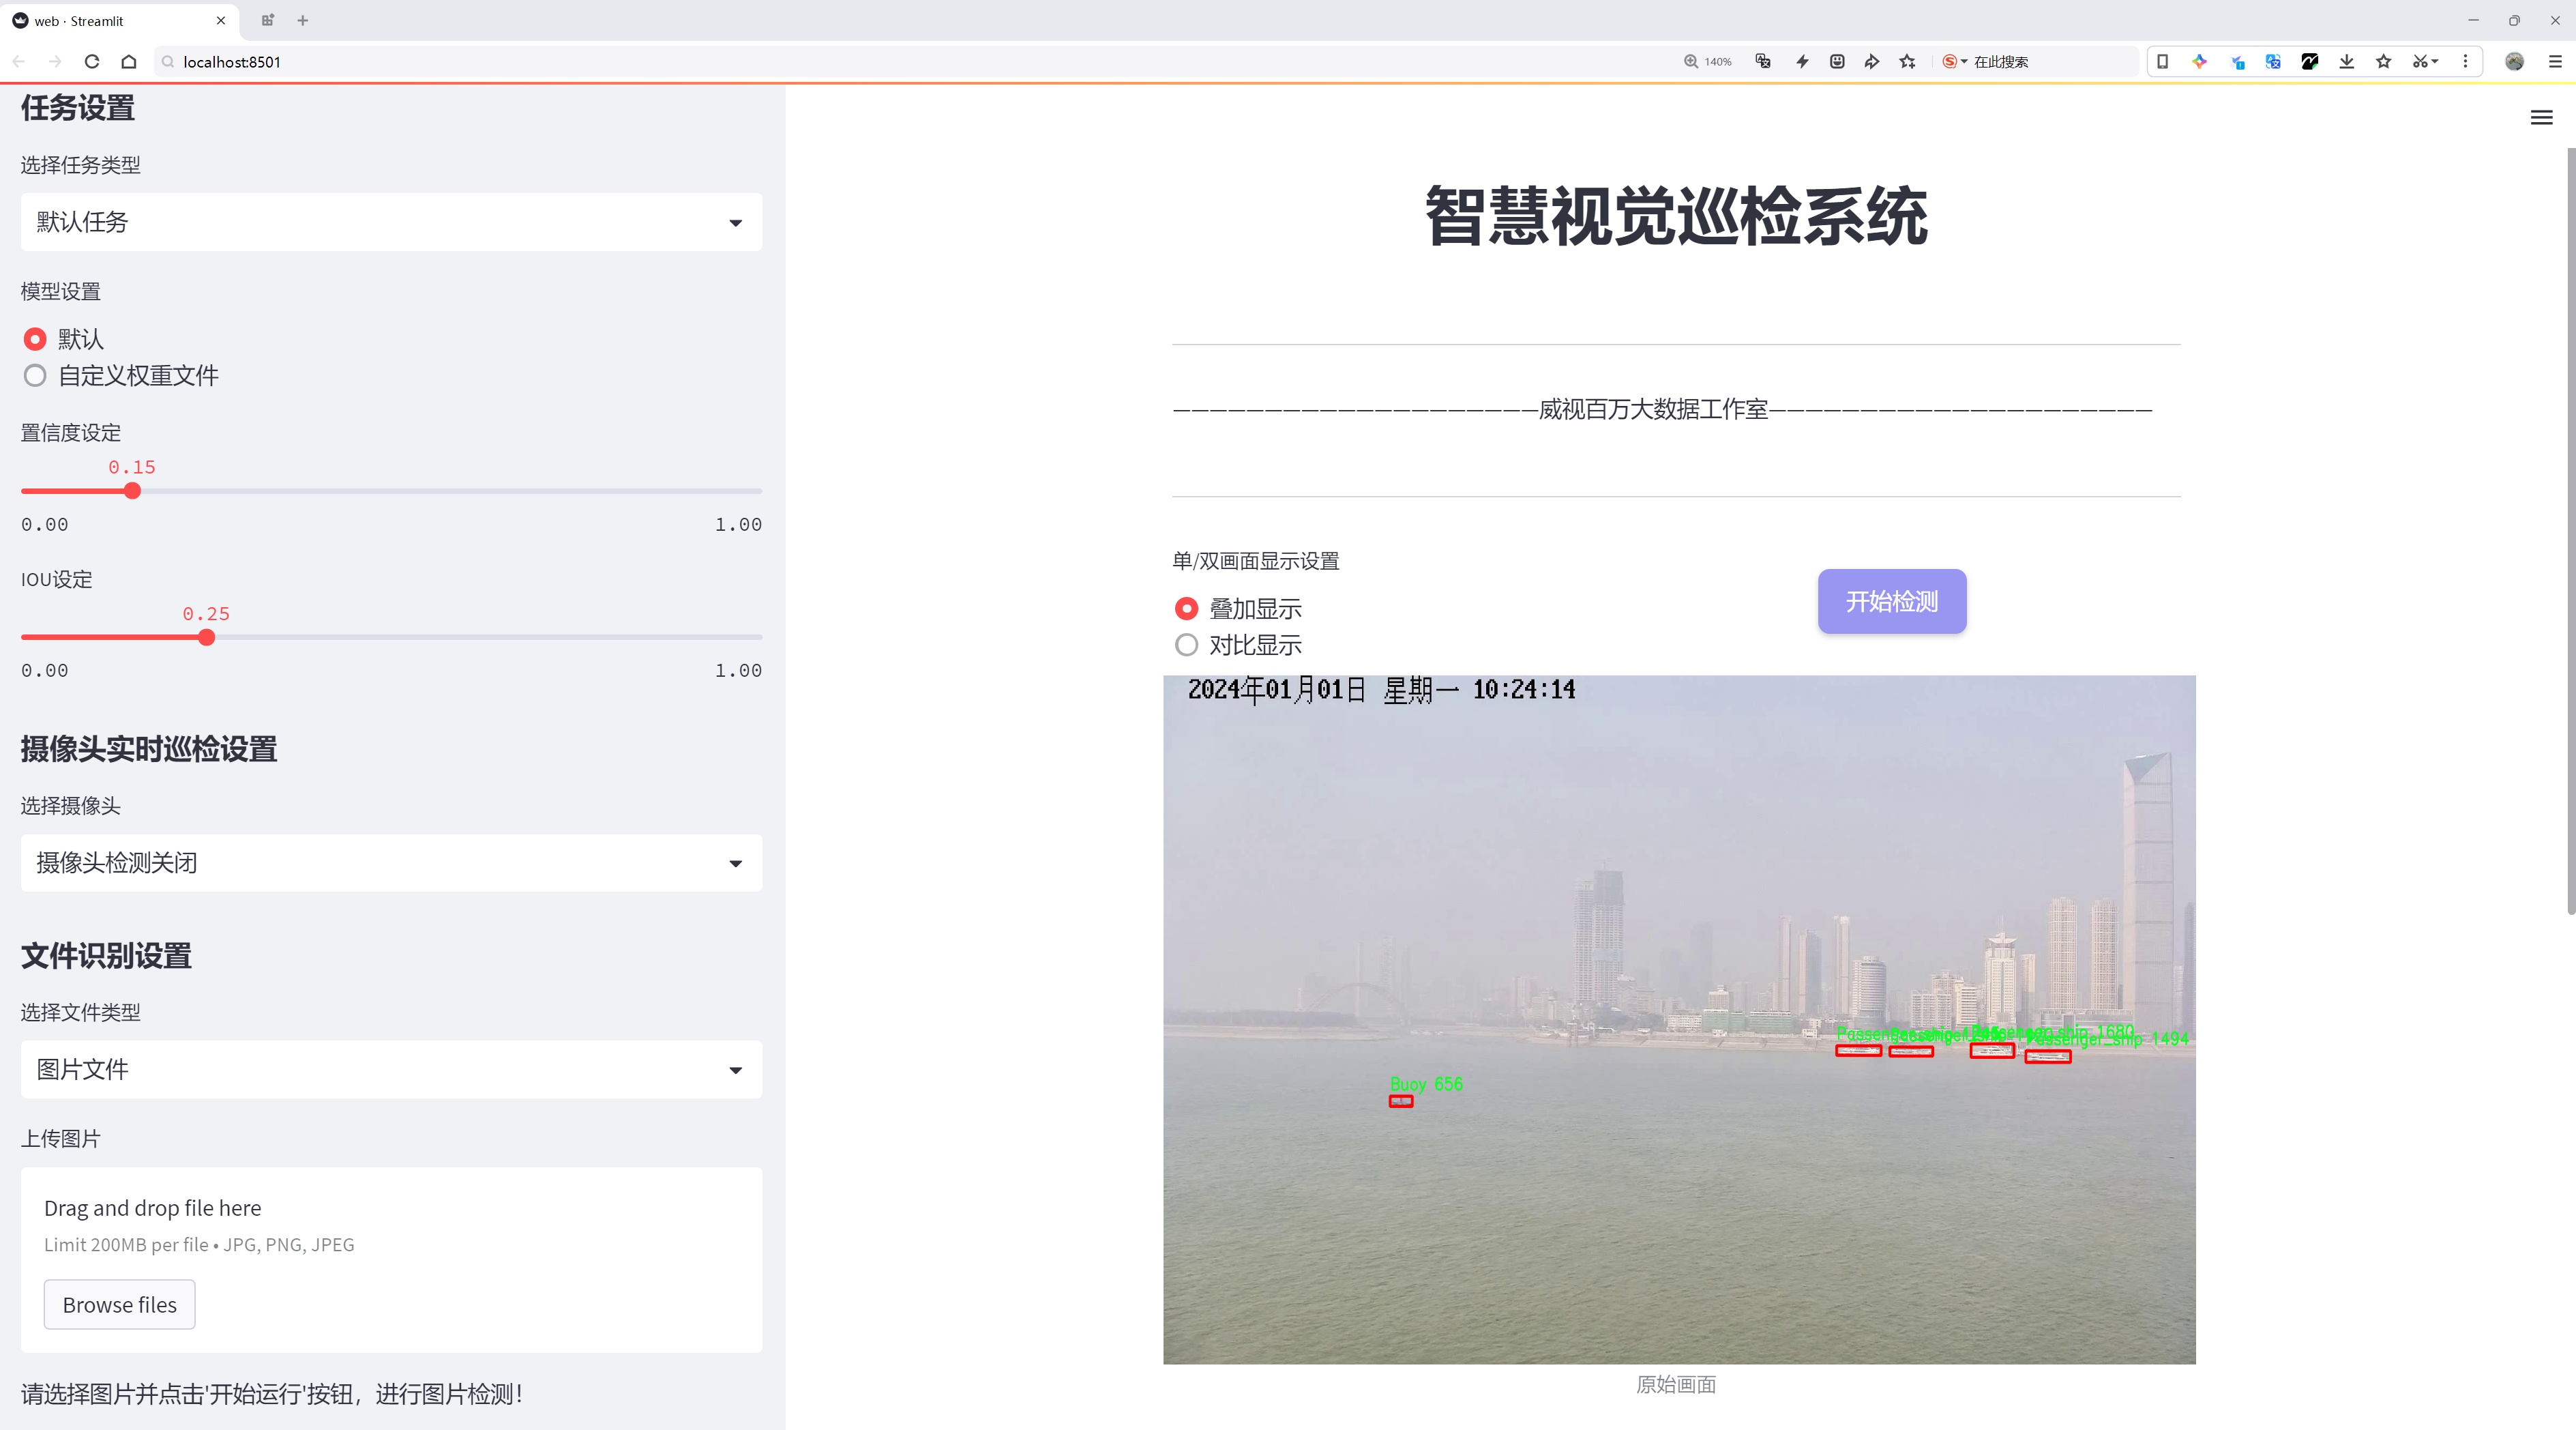 web · Streamlit
localhost:8501
140%
在此搜索
任务设置
选择任务类型
默认任务
模型设置
默认
自定义权重文件
置信度设定
0.15
0.00 1.00
IOU设定
0.25
0.00 1.00
摄像头实时巡检设置
选择摄像头
摄像头检测关闭
文件识别设置
选择文件类型
图片文件
上传图片
Drag and drop file here
Limit 200MB per file • JPG, PNG, JPEG
Browse files
请选择图片并点击'开始运行'按钮，进行图片检测！
智慧视觉巡检系统
————————————————————威视百万大数据工作室—————————————————————
单/双画面显示设置
叠加显示
对比显示
开始检测
2024年01月01日 星期一 10:24:14
Passenger_ship 1680
Passenger_ship 1494
Buoy 656
原始画面